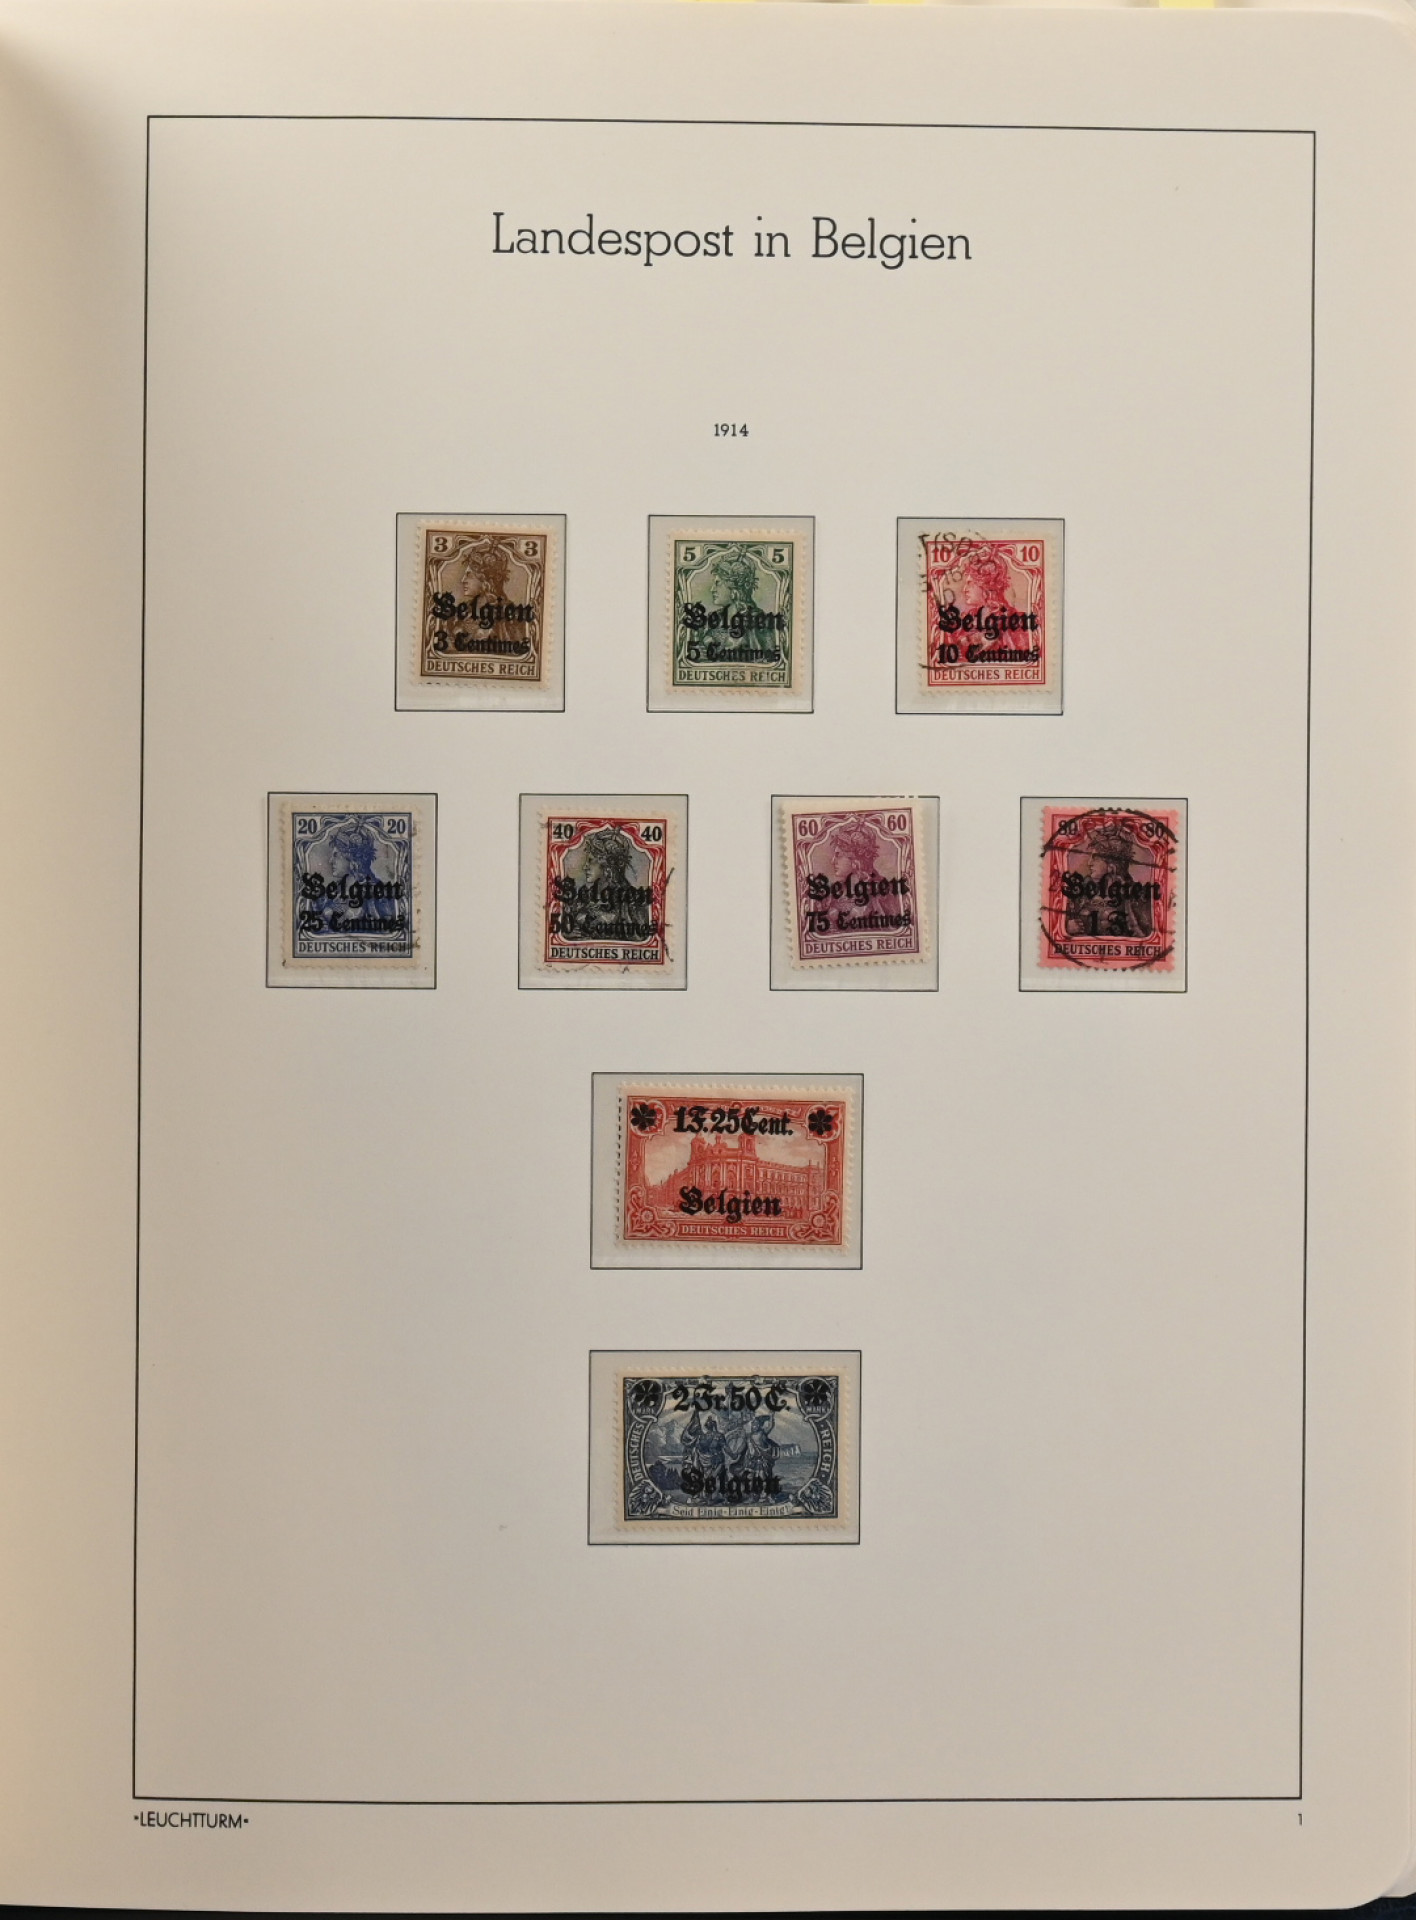 Landespost in Belgien
1914
3 3
Belgien
3 Centimes
DEUTSCHES REICH
5 5
Belgien
5 Centimes
DEUTSCHES REICH
10 10
Belgien
10 Centimes
DEUTSCHES REICH
20 20
Belgien
25 Centimes
DEUTSCHES REICH
40 40
Belgien
50 Centimes
DEUTSCHES REICH
60 60
Belgien
75 Centimes
DEUTSCHES REICH
80 80
Belgien
1 F.
DEUTSCHES REICH
1F.25Cent.
Belgien
DEUTSCHES REICH
2Fr.50C.
DEUTSCHES REICH
Belgien
Seid Einig-Einig-Einig!
•LEUCHTTURM•
1